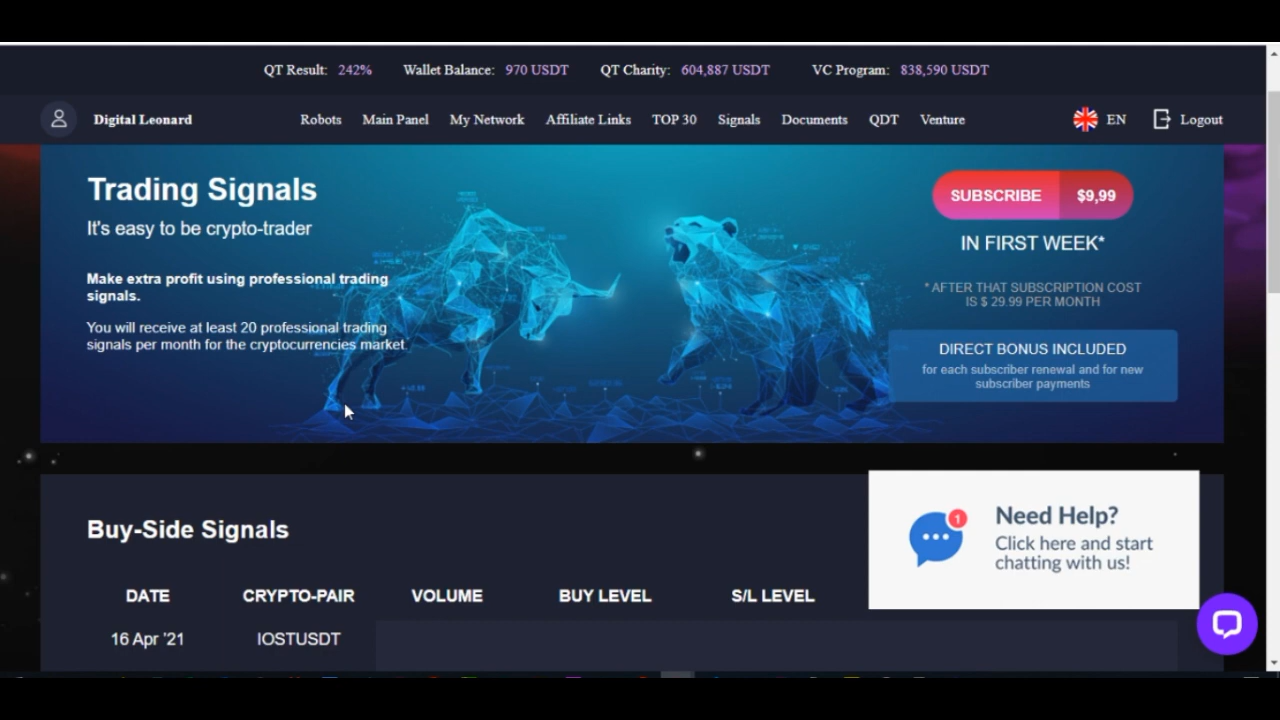 QT Result: 242% Wallet Balance: 970 USDT QT Charity: 604,887 USDT VC Program: 838,590 USDT
Digital Leonard Robots Main Panel My Network Affiliate Links TOP 30 Signals Documents QDT Venture EN Logout
Trading Signals
It's easy to be crypto-trader
Make extra profit using professional trading
signals.
You will receive at least 20 professional trading
signals per month for the cryptocurrencies market.
SUBSCRIBE $9,99
IN FIRST WEEK*
* AFTER THAT SUBSCRIPTION COST
IS $ 29.99 PER MONTH
DIRECT BONUS INCLUDED
for each subscriber renewal and for new
subscriber payments
Buy-Side Signals
DATE CRYPTO-PAIR VOLUME BUY LEVEL S/L LEVEL
16 Apr '21 IOSTUSDT
1
Need Help?
Click here and start
chatting with us!